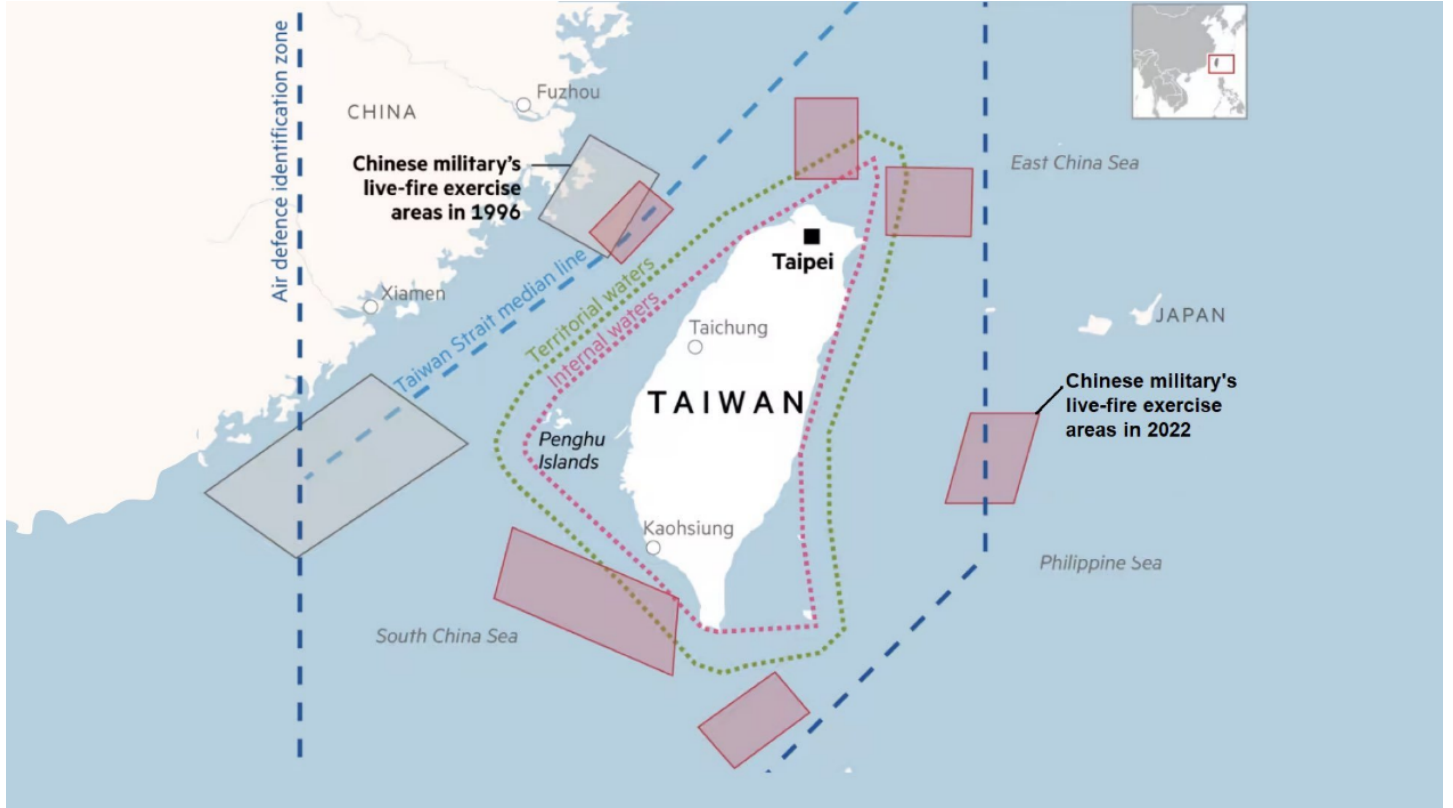 Air defence identification zone
CHINA
Fuzhou
Chinese military's
live-fire exercise
areas in 1996
East China Sea
Taipei
Taiwan Strait median line
Territorial waters
Internal waters
Xiamen
Taichung
JAPAN
TAIWAN
Chinese military's
live-fire exercise
areas in 2022
Penghu
Islands
Kaohsiung
Philippine Sea
South China Sea